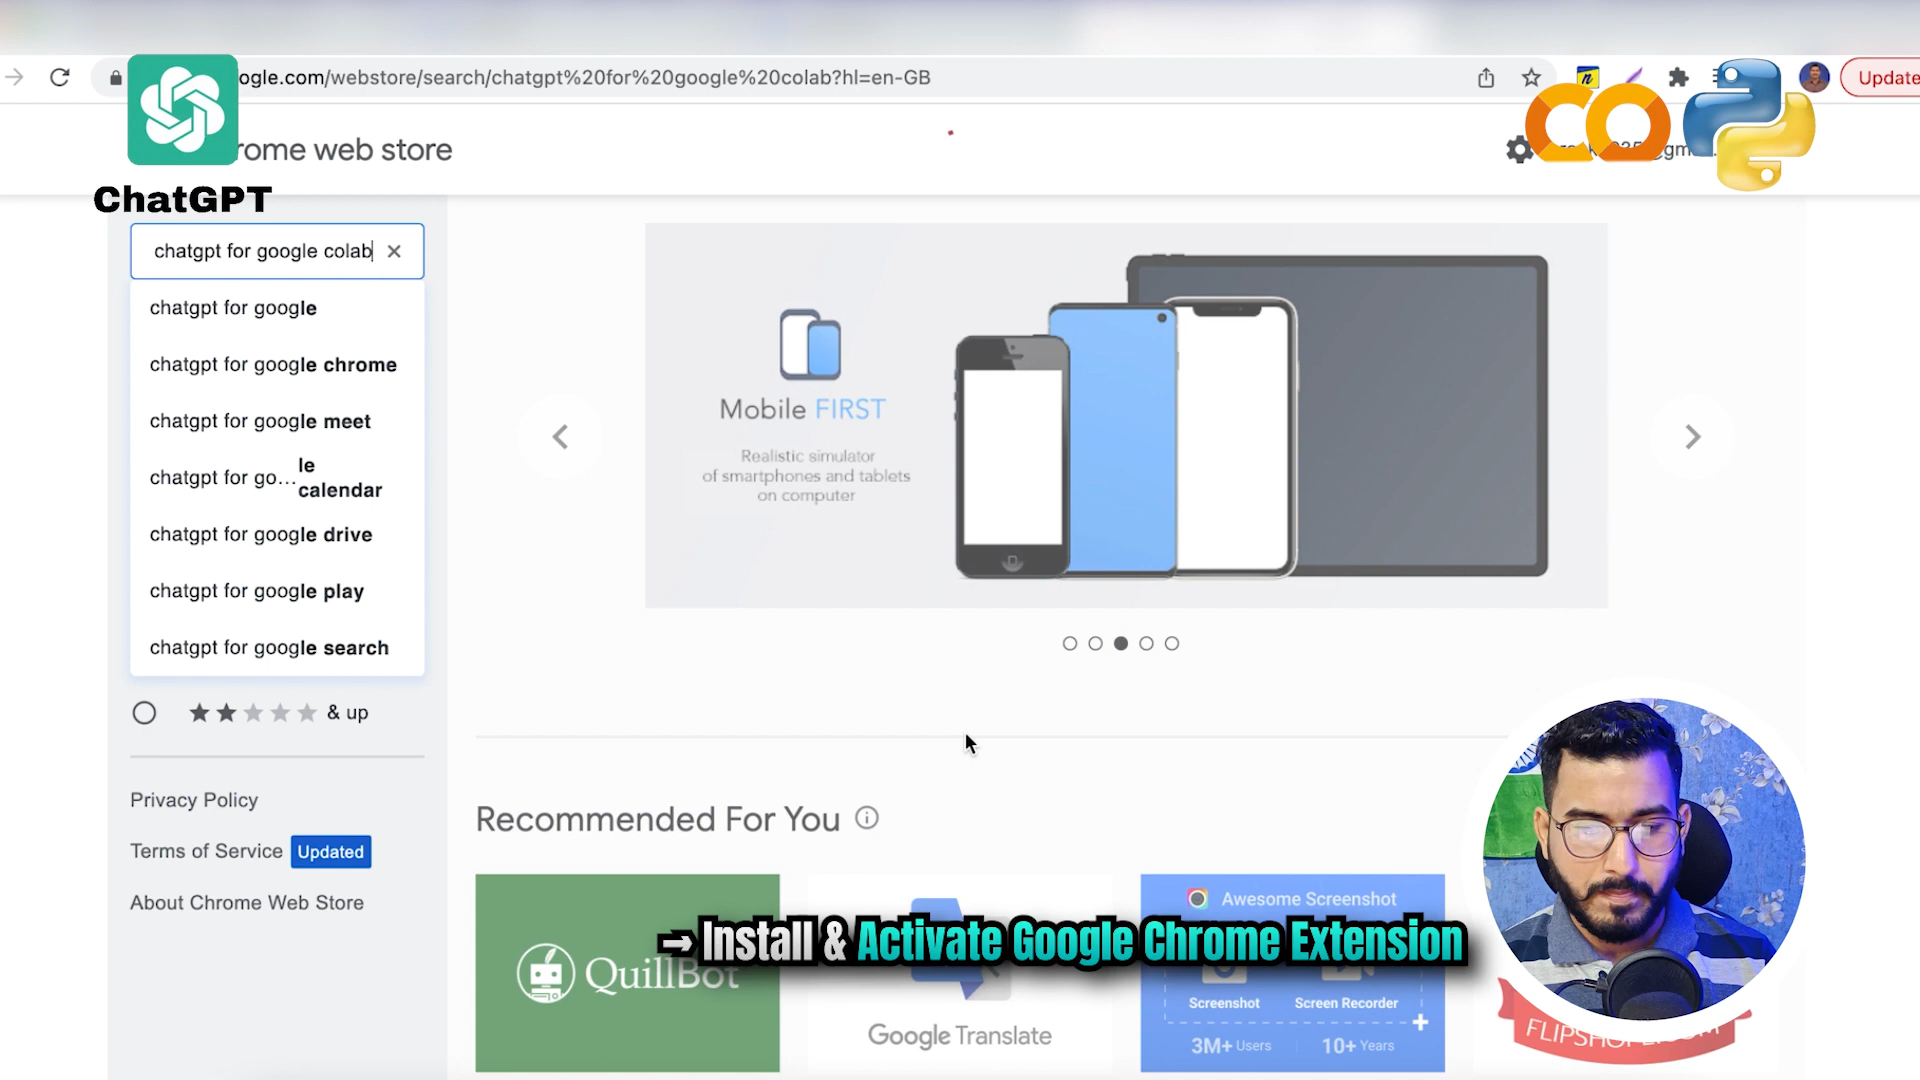 ogle.com/webstore/search/chatgpt%20for%20google%20colab?hl=en-GB
Update
rome web store
ChatGPT
chatgpt for google colab
chatgpt for google
chatgpt for google chrome
chatgpt for google meet
chatgpt for go... le calendar
chatgpt for google drive
chatgpt for google play
chatgpt for google search
& up
Privacy Policy
Terms of Service Updated
About Chrome Web Store
Mobile FIRST
Realistic simulator
of smartphones and tablets
on computer
Recommended For You
QuillBot
Google Translate
Awesome Screenshot
Screenshot Screen Recorder
3M+ Users 10+ Years
→ Install & Activate Google Chrome Extension